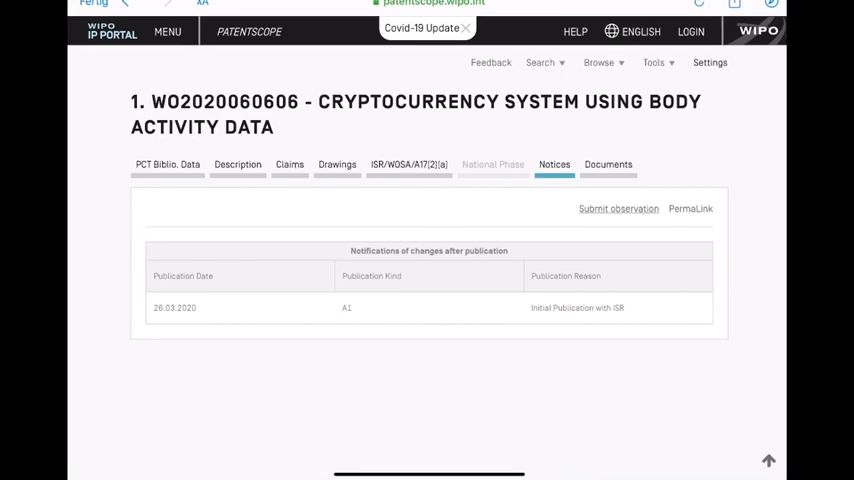 Fertig AA patentscope.wipo.int
Covid-19 Update
WIPO
IP PORTAL MENU PATENTSCOPE HELP ENGLISH LOGIN WIPO
Feedback Search Browse Tools Settings
1. WO2020060606 - CRYPTOCURRENCY SYSTEM USING BODY
ACTIVITY DATA
PCT Biblio. Data Description Claims Drawings ISR/WOSA/A17(2)(a) National Phase Notices Documents
Submit observation PermaLink
Notifications of changes after publication
Publication Date Publication Kind Publication Reason
26.03.2020 A1 Initial Publication with ISR